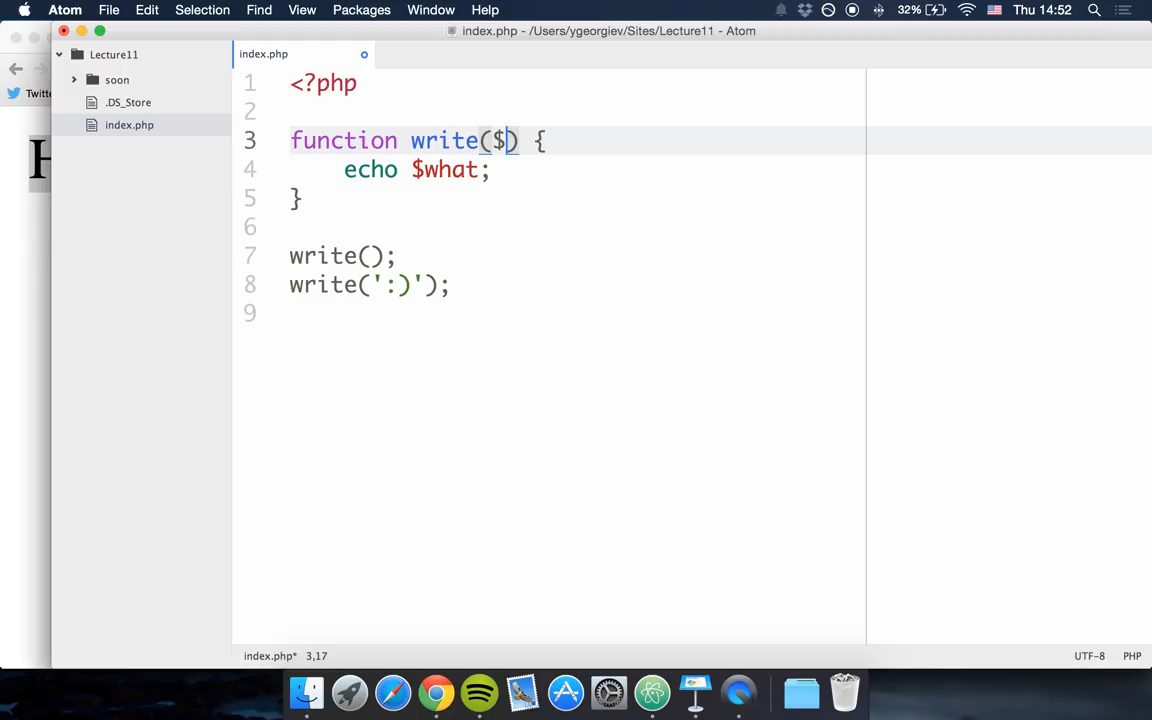 Atom File Edit View Selection Find Packages Window Help 32% Thu 14:52
index.php - /Users/ygeorgiev/Sites/Lecture11 - Atom
Lecture11
soon
.DS_Store
index.php
Twitte
H
index.php
1 <?php
2
3 function write($) {
4 echo $what;
5 }
6
7 write();
8 write(':)');
9
index.php* 3,17 UTF-8 PHP